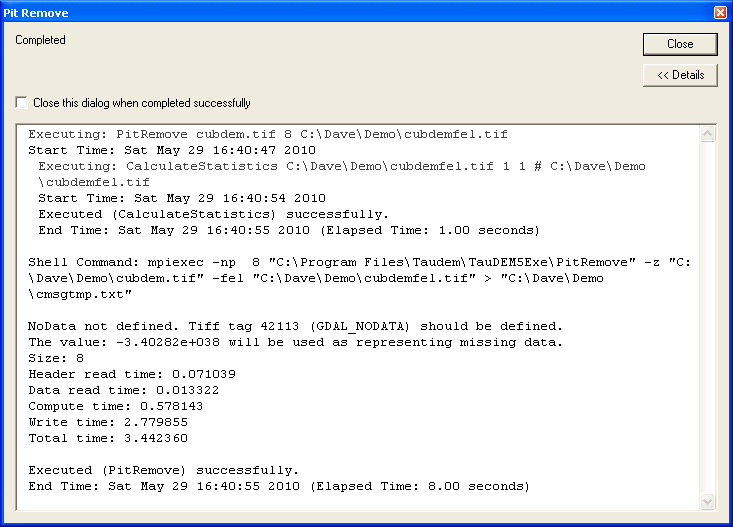 Pit Remove
Completed
Close
<< Details
Close this dialog when completed successfully
Executing: PitRemove cubdem.tif 8 C:\Dave\Demo\cubdemfel.tif
Start Time: Sat May 29 16:40:47 2010
Executing: CalculateStatistics C:\Dave\Demo\cubdemfel.tif 1 1 # C:\Dave\Demo
\cubdemfel.tif
Start Time: Sat May 29 16:40:54 2010
Executed (CalculateStatistics) successfully.
End Time: Sat May 29 16:40:55 2010 (Elapsed Time: 1.00 seconds)
Shell Command: mpiexec -np  8 "C:\Program Files\Taudem\TauDEM5Exe\PitRemove" -z "C:
\Dave\Demo\cubdem.tif" -fel "C:\Dave\Demo\cubdemfel.tif" > "C:\Dave\Demo
\cmsgtmp.txt"
NoData not defined. Tiff tag 42113 (GDAL_NODATA) should be defined.
The value: -3.40282e+038 will be used as representing missing data.
Size: 8
Header read time: 0.071039
Data read time: 0.013322
Compute time: 0.578143
Write time: 2.779855
Total time: 3.442360
Executed (PitRemove) successfully.
End Time: Sat May 29 16:40:55 2010 (Elapsed Time: 8.00 seconds)